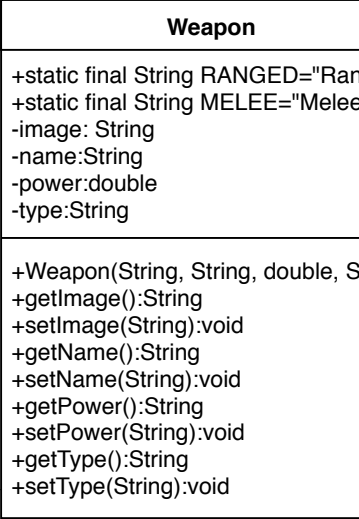 Weapon
+static final String RANGED="Ran
+static final String MELEE="Melee
-image: String
-name:String
-power:double
-type:String
+Weapon(String, String, double, S
+getImage():String
+setImage(String):void
+getName():String
+setName(String):void
+getPower():String
+setPower(String):void
+getType():String
+setType(String):void